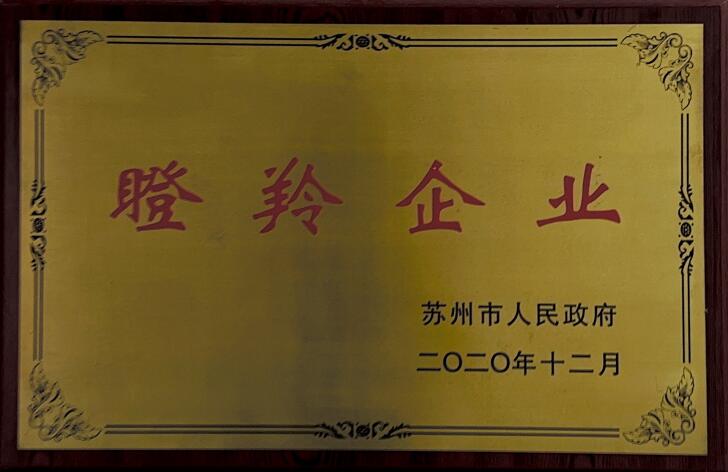 瞪羚企业
苏州市人民政府
二〇二〇年十二月